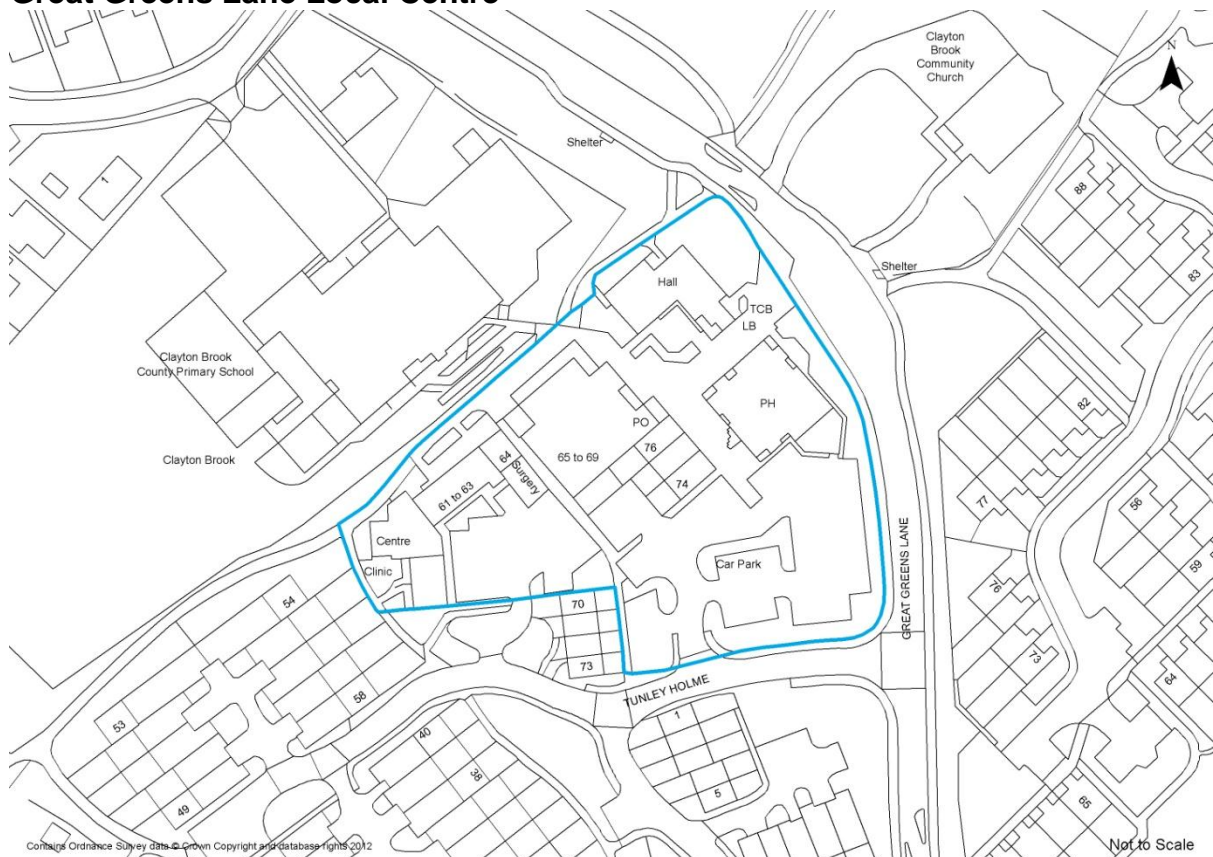 Great Greens Lane Local Centre
Clayton
Brook
Community
Church
N
Shelter
1
88
83
Shelter
Hall
TCB
LB
Clayton Brook
County Primary School
PH
82
PO
76
74
65 to 69
64
Surgery
61 to 63
Clayton Brook
77
58
59
Centre
Clinic
Car Park
GREAT GREENS LANE
54
70
76
73
73
64
58
53
TUNLEY HOLME
1
40
38
5
49
65
Contains Ordnance Survey data © Crown Copyright and database rights 2012
Not to Scale